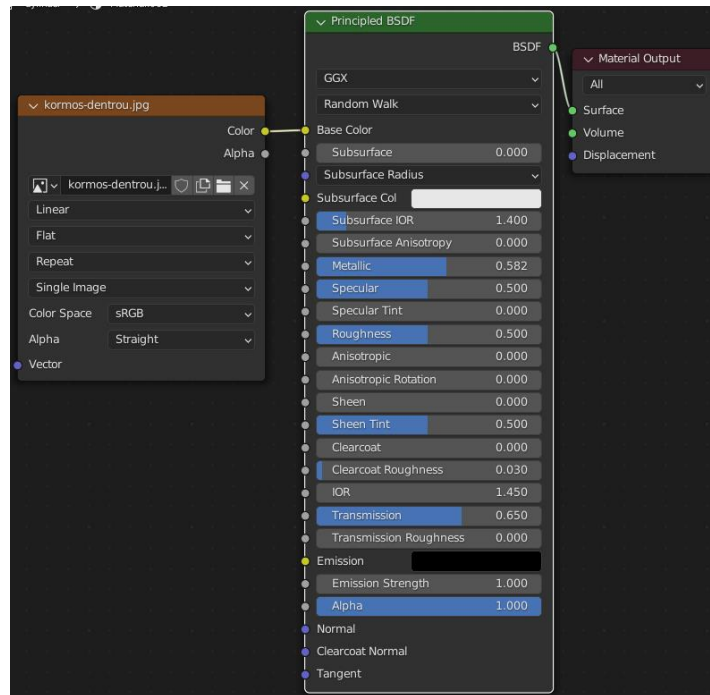 kormos-dentrou.jpg
Color
Alpha
kormos-dentrou.j...
Linear
Flat
Repeat
Single Image
Color Space sRGB
Alpha Straight
Vector
Principled BSDF
BSDF
GGX
Random Walk
Base Color
Subsurface 0.000
Subsurface Radius
Subsurface Col
Subsurface IOR 1.400
Subsurface Anisotropy 0.000
Metallic 0.582
Specular 0.500
Specular Tint 0.000
Roughness 0.500
Anisotropic 0.000
Anisotropic Rotation 0.000
Sheen 0.000
Sheen Tint 0.500
Clearcoat 0.000
Clearcoat Roughness 0.030
IOR 1.450
Transmission 0.650
Transmission Roughness 0.000
Emission
Emission Strength 1.000
Alpha 1.000
Normal
Clearcoat Normal
Tangent
Material Output
All
Surface
Volume
Displacement